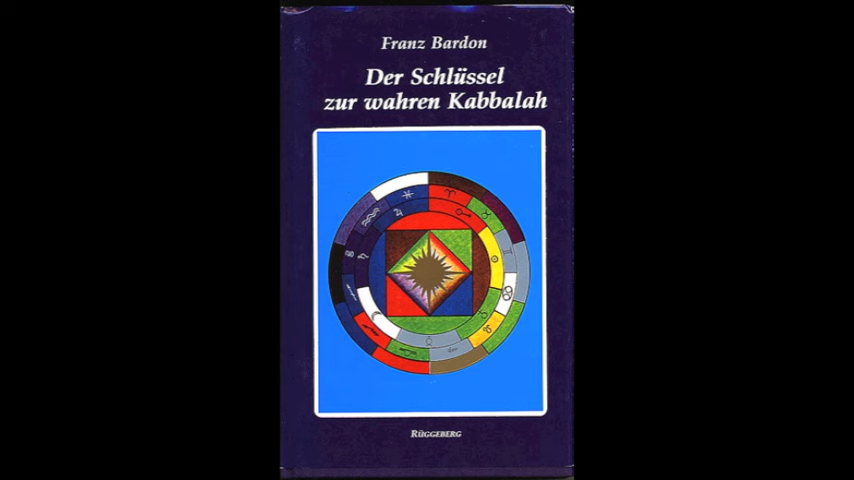 Franz Bardon
Der Schlüssel
zur wahren Kabbalah
RÜGGEBERG